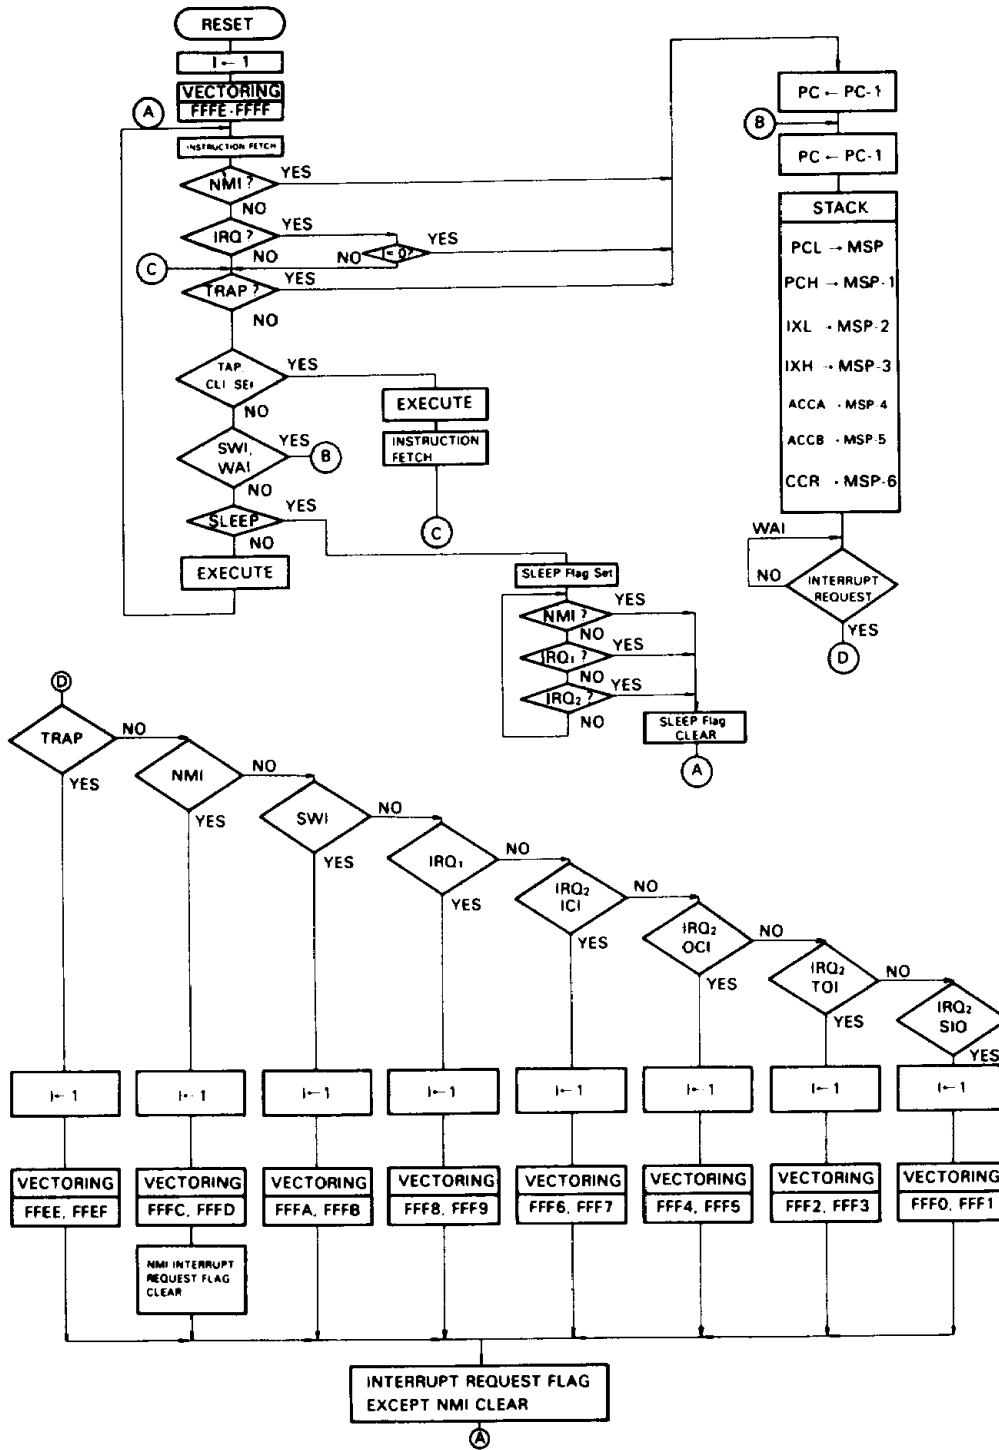 RESET
I ← 1
VECTORING
FFFE - FFFF
A
INSTRUCTION FETCH
NMI ?
YES
NO
IRQ ?
YES
NO
I = 0?
YES
NO
C
TRAP ?
YES
NO
TAP,
CLI SEI
YES
NO
EXECUTE
INSTRUCTION
FETCH
C
SWI,
WAI
YES
B
NO
SLEEP
YES
NO
EXECUTE
PC ← PC-1
B
PC ← PC-1
STACK
PCL → MSP
PCH → MSP-1
IXL → MSP-2
IXH → MSP-3
ACCA → MSP-4
ACCB → MSP-5
CCR → MSP-6
WAI
NO
INTERRUPT
REQUEST
YES
D
SLEEP Flag Set
NMI ?
YES
NO
IRQ₁ ?
YES
NO
IRQ₂ ?
YES
NO
SLEEP Flag
CLEAR
A
D
TRAP
NO
YES
NMI
NO
YES
SWI
NO
YES
IRQ₁
NO
YES
IRQ₂
ICI
NO
YES
IRQ₂
OCI
NO
YES
IRQ₂
TOI
NO
YES
IRQ₂
SIO
YES
I ← 1
I ← 1
I ← 1
I ← 1
I ← 1
I ← 1
I ← 1
I ← 1
VECTORING
FFEE, FFEF
VECTORING
FFFC, FFFD
VECTORING
FFFA, FFFB
VECTORING
FFF8, FFF9
VECTORING
FFF6, FFF7
VECTORING
FFF4, FFF5
VECTORING
FFF2, FFF3
VECTORING
FFF0, FFF1
NMI INTERRUPT
REQUEST FLAG
CLEAR
INTERRUPT REQUEST FLAG
EXCEPT NMI CLEAR
A